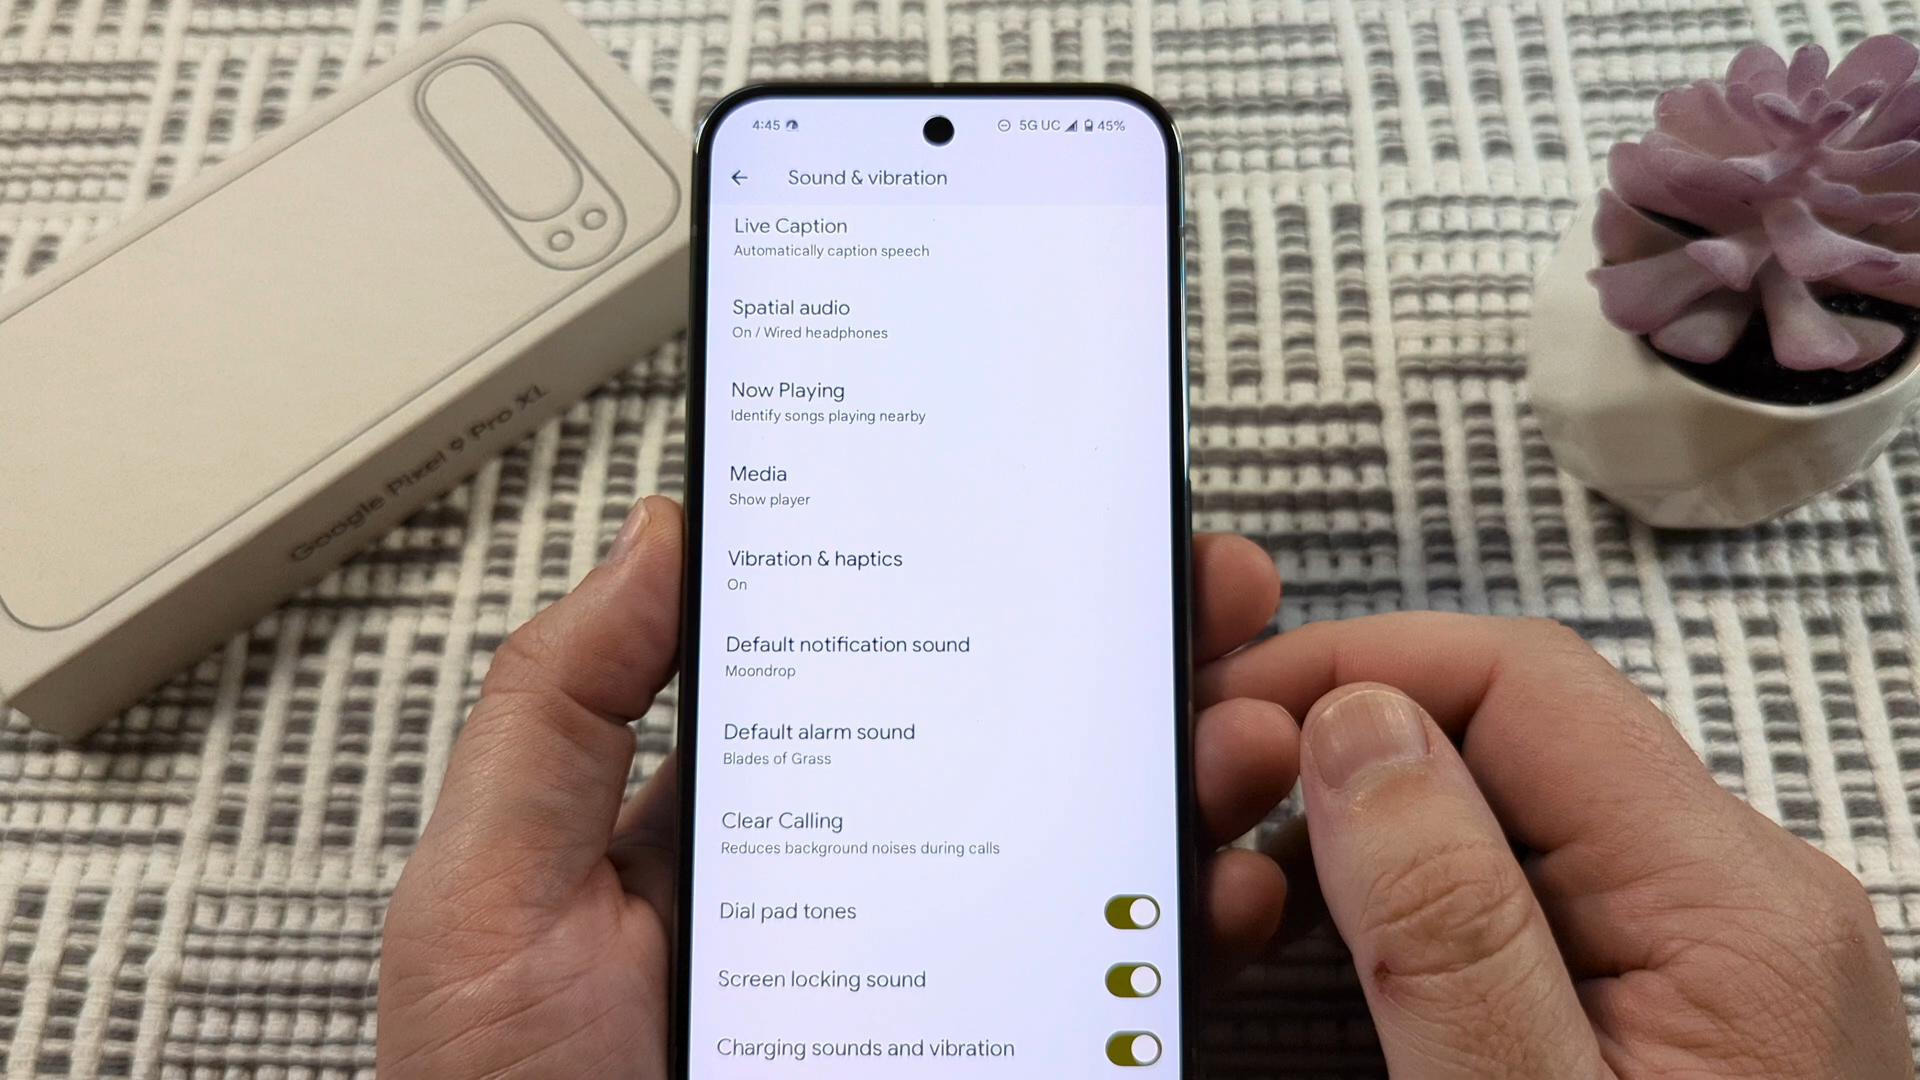 4:45
5G UC 45%
Sound & vibration
Live Caption
Automatically caption speech
Spatial audio
On / Wired headphones
Now Playing
Identify songs playing nearby
Media
Show player
Vibration & haptics
On
Default notification sound
Moondrop
Default alarm sound
Blades of Grass
Clear Calling
Reduces background noises during calls
Dial pad tones
Screen locking sound
Charging sounds and vibration
Google Pixel 9 Pro XL